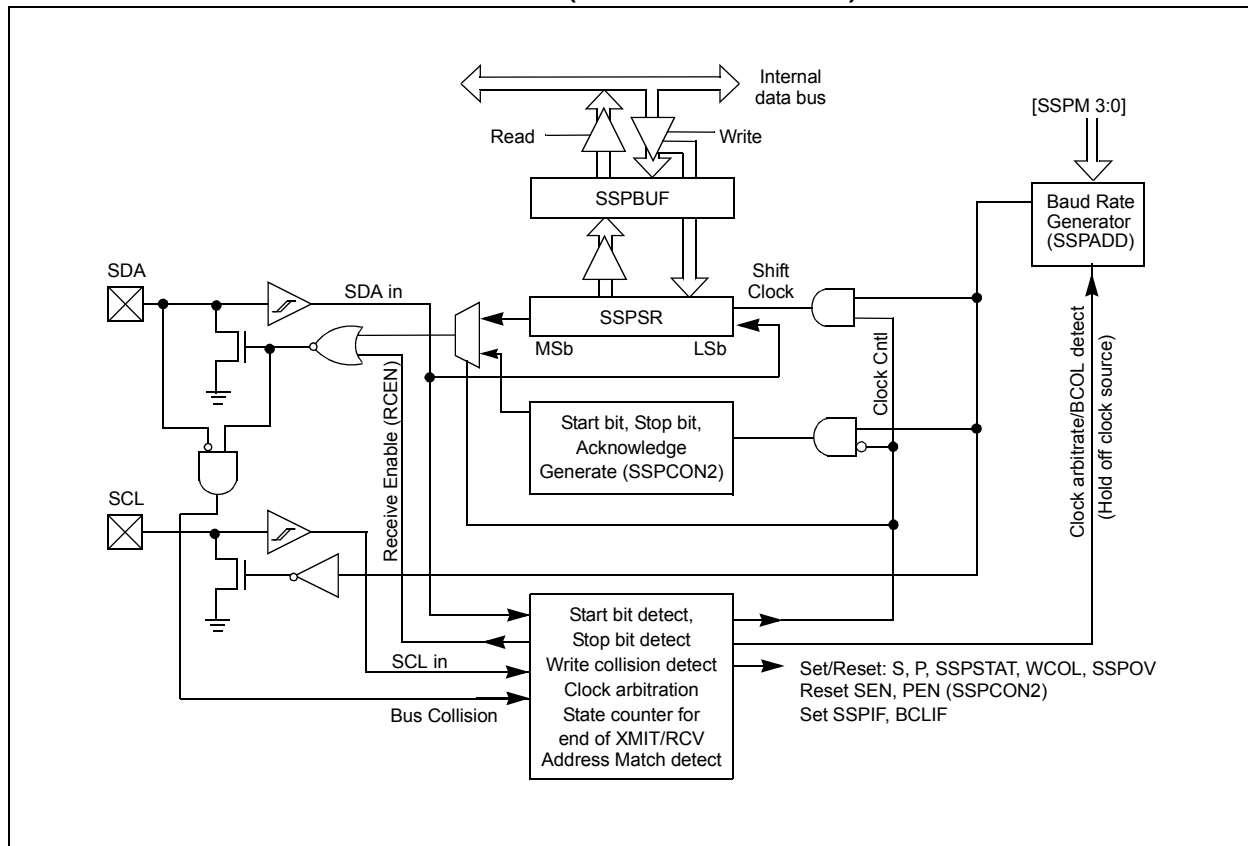 Internal
data bus
[SSPM 3:0]
Read
Write
SSPBUF
Baud Rate
Generator
(SSPADD)
SDA
Shift
Clock
SDA in
SSPSR
MSb
LSb
Clock Cntl
Clock arbitrate/BCOL detect
(Hold off clock source)
Receive Enable (RCEN)
Start bit, Stop bit,
Acknowledge
Generate (SSPCON2)
SCL
Start bit detect,
Stop bit detect
Write collision detect
Clock arbitration
State counter for
end of XMIT/RCV
Address Match detect
SCL in
Bus Collision
Set/Reset: S, P, SSPSTAT, WCOL, SSPOV
Reset SEN, PEN (SSPCON2)
Set SSPIF, BCLIF